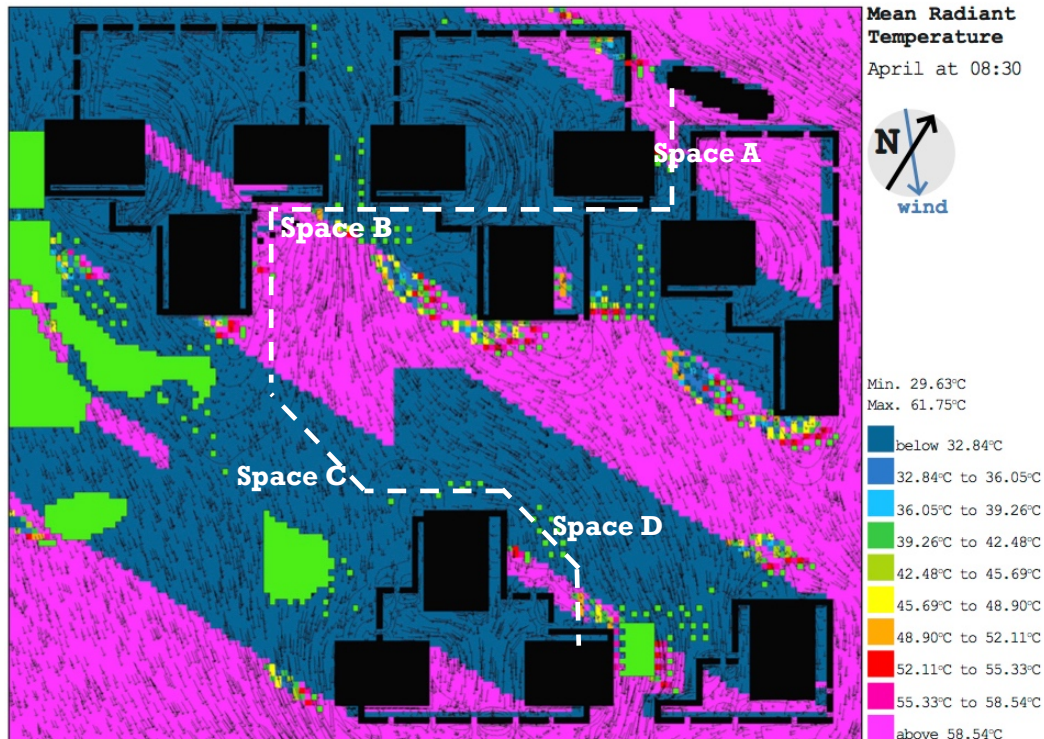 Mean Radiant
Temperature
April at 08:30
N
wind
Space A
Space B
Space C
Space D
Min. 29.63°C
Max. 61.75°C
below 32.84°C
32.84°C to 36.05°C
36.05°C to 39.26°C
39.26°C to 42.48°C
42.48°C to 45.69°C
45.69°C to 48.90°C
48.90°C to 52.11°C
52.11°C to 55.33°C
55.33°C to 58.54°C
above 58.54°C